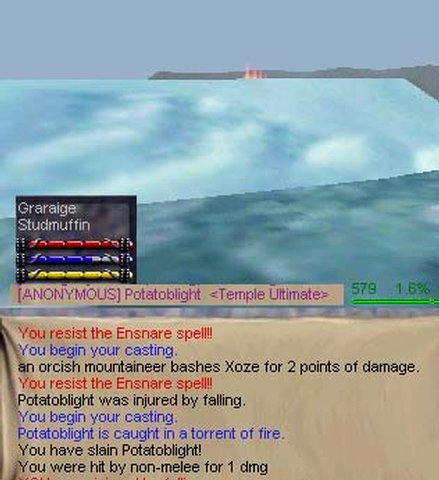 Graraige
Studmuffin
[ANONYMOUS] Potatoblight <Temple Ultimate>
579 1.6%
You resist the Ensnare spell!!!
You begin your casting.
an orcish mountaineer bashes Xoze for 2 points of damage.
You resist the Ensnare spell!!!
Potatoblight was injured by falling.
You begin your casting.
Potatoblight is caught in a torrent of fire.
You have slain Potatoblight!
You were hit by non-melee for 1 dmg